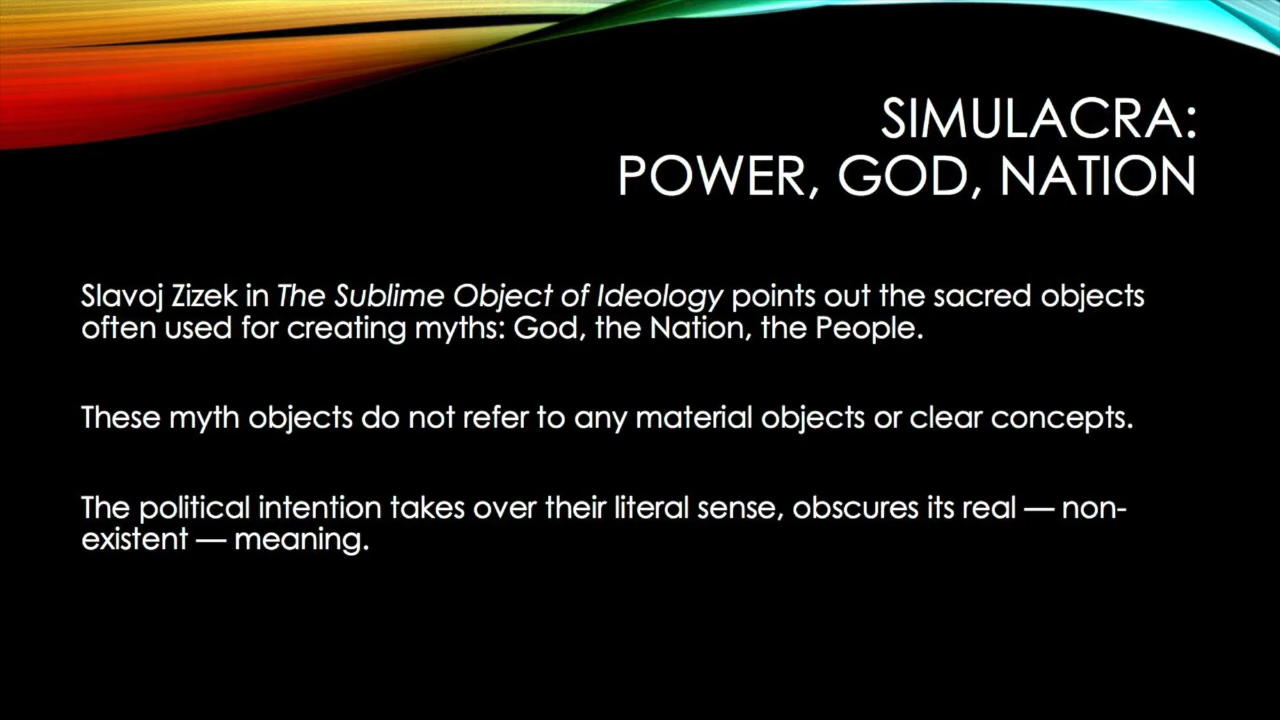 SIMULACRA:
POWER, GOD, NATION
Slavoj Zizek in The Sublime Object of Ideology points out the sacred objects
often used for creating myths: God, the Nation, the People.
These myth objects do not refer to any material objects or clear concepts.
The political intention takes over their literal sense, obscures its real — non-
existent — meaning.